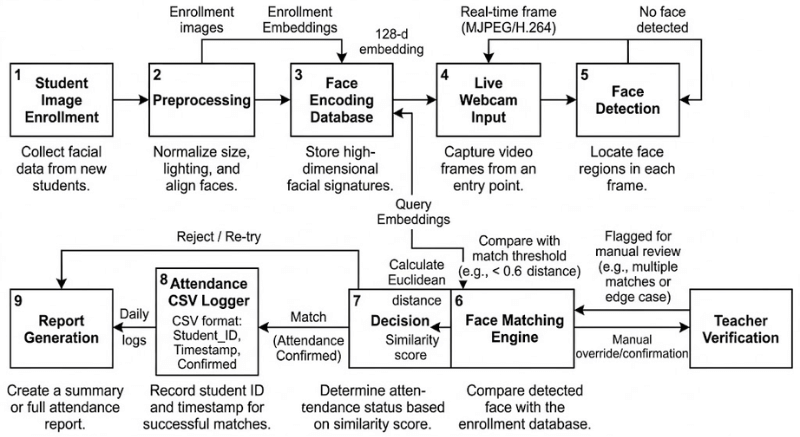 Enrollment
images
Enrollment
Embeddings
128-d
embedding
Real-time frame
(MJPEG/H.264)
No face
detected
1
Student
Image
Enrollment
2
Preprocessing
3
Face
Encoding
Database
4
Live
Webcam
Input
5
Face
Detection
Collect facial
data from new
students.
Normalize size,
lighting, and
align faces.
Store high-
dimensional
facial signatures.
Capture video
frames from an
entry point.
Locate face
regions in each
frame.
Query
Embeddings
Reject / Re-try
Calculate
Euclidean
distance
Compare with
match threshold
(e.g., < 0.6 distance)
Flagged for
manual review
(e.g., multiple
matches or
edge case)
9
Report
Generation
Daily
logs
8
Attendance
CSV Logger
CSV format:
Student_ID,
Timestamp,
Confirmed
Match
(Attendance
Confirmed)
7
Decision
Similarity
score
6
Face Matching
Engine
Manual
override/confirmation
Teacher
Verification
Create a summary
or full attendance
report.
Record student ID
and timestamp for
successful matches.
Determine atten-
tendance status based
on similarity score.
Compare detected
face with the
enrollment database.